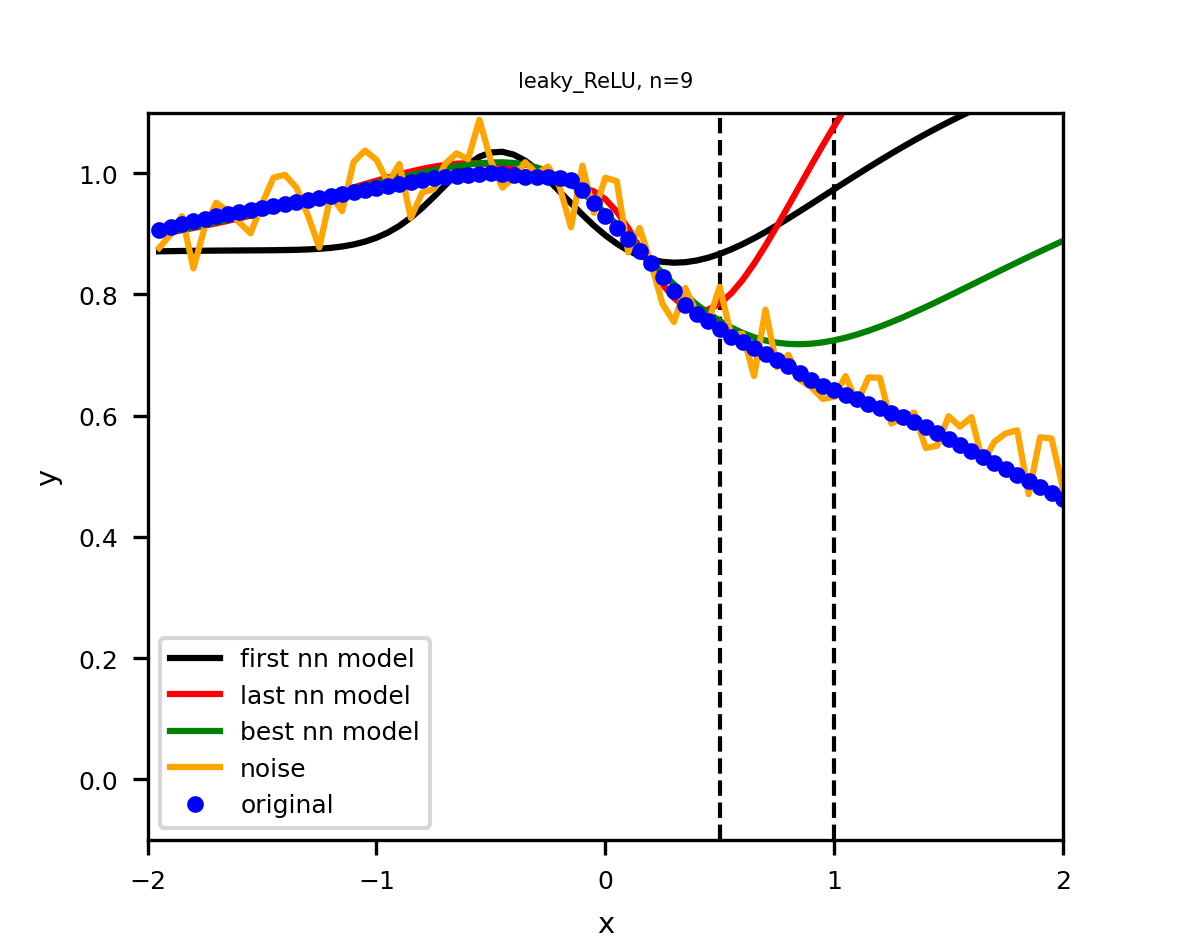 leaky_ReLU, n=9
y
1.0
0.8
0.6
0.4
0.2
0.0
first nn model
last nn model
best nn model
noise
original
−2
−1
0
1
2
x